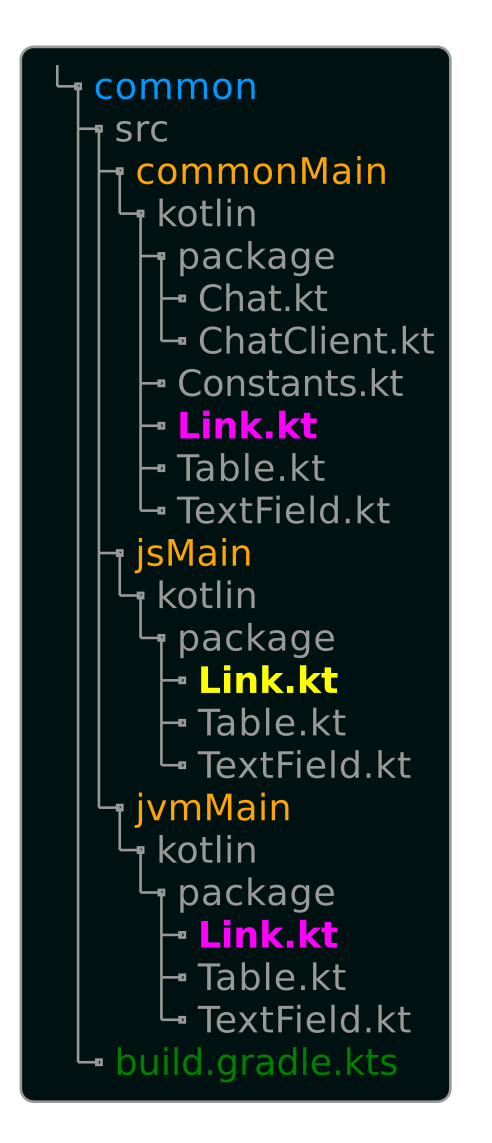 common
src
commonMain
kotlin
package
Chat.kt
ChatClient.kt
Constants.kt
Link.kt
Table.kt
TextField.kt
jsMain
kotlin
package
Link.kt
Table.kt
TextField.kt
jvmMain
kotlin
package
Link.kt
Table.kt
TextField.kt
build.gradle.kts